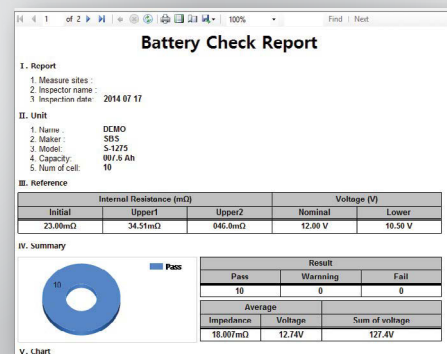 1 of 2 100% Find | Next
Battery Check Report
I. Report
1. Measure sites :
2. Inspector name :
3. Inspection date: 2014 07 17
II. Unit
1. Name : DEMO
2. Maker : SBS
3. Model: S-1275
4. Capacity: 007.6 Ah
5. Num of cell: 10
III. Reference
Internal Resistance (mΩ) Voltage (V)
Initial Upper1 Upper2 Nominal Lower
23.00mΩ 34.51mΩ 046.0mΩ 12.00 V 10.50 V
IV. Summary
10
Pass
Result
Pass Warnning Fail
10 0 0
Average
Impedance Voltage Sum of voltage
18.007mΩ 12.74V 127.4V
V. Chart